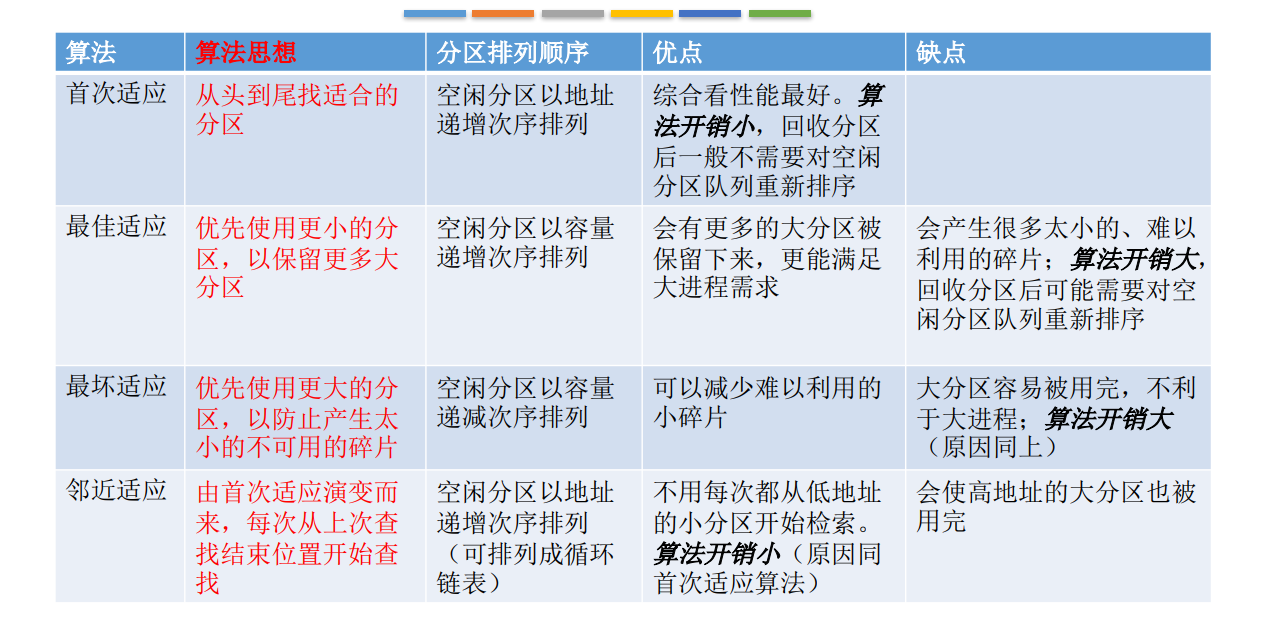 算法
算法思想
分区排列顺序
优点
缺点
首次适应
从头到尾找适合的
分区
空闲分区以地址
递增次序排列
综合看性能最好。算
法开销小，回收分区
后一般不需要对空闲
分区队列重新排序
最佳适应
优先使用更小的分
区，以保留更多大
分区
空闲分区以容量
递增次序排列
会有更多的大分区被
保留下来，更能满足
大进程需求
会产生很多太小的、难以
利用的碎片；算法开销大，
回收分区后可能需要对空
闲分区队列重新排序
最坏适应
优先使用更大的分
区，以防止产生太
小的不可用的碎片
空闲分区以容量
递减次序排列
可以减少难以利用的
小碎片
大分区容易被用完，不利
于大进程；算法开销大
（原因同上）
邻近适应
由首次适应演变而
来，每次从上次查
找结束位置开始查
找
空闲分区以地址
递增次序排列
（可排列成循环
链表）
不用每次都从低地址
的小分区开始检索。
算法开销小（原因同
首次适应算法）
会使高地址的大分区也被
用完